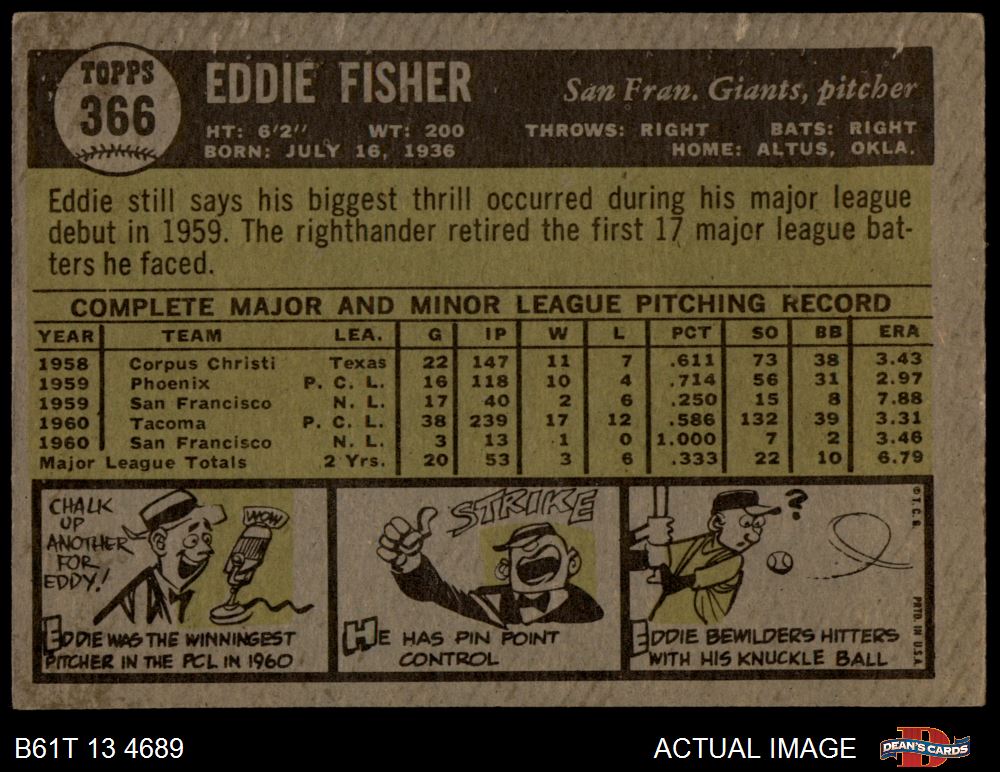 TOPPS
366
EDDIE FISHER
San Fran. Giants, pitcher
HT: 6'2" WT: 200 THROWS: RIGHT BATS: RIGHT
BORN: JULY 16, 1936 HOME: ALTUS, OKLA.
Eddie still says his biggest thrill occurred during his major league
debut in 1959. The righthander retired the first 17 major league bat-
ters he faced.
COMPLETE MAJOR AND MINOR LEAGUE PITCHING RECORD
YEAR TEAM LEA. G IP W L PCT SO BB ERA
1958 Corpus Christi Texas 22 147 11 7 .611 73 38 3.43
1959 Phoenix P. C. L. 16 118 10 4 .714 56 31 2.97
1959 San Francisco N. L. 17 40 2 6 .250 15 8 7.88
1960 Tacoma P. C. L. 38 239 17 12 .586 132 39 3.31
1960 San Francisco N. L. 3 13 1 0 1.000 7 2 3.46
Major League Totals 2 Yrs. 20 53 3 6 .333 22 10 6.79
CHALK
UP
ANOTHER
FOR
EDDY!
WOW
EDDIE WAS THE WINNINGEST
PITCHER IN THE PCL IN 1960
STRIKE
HE HAS PIN POINT
CONTROL
?
EDDIE BEWILDERS HITTERS
WITH HIS KNUCKLE BALL
© T.C.G.
PRTD. IN U.S.A.
B61T 13 4689
ACTUAL IMAGE
D
DEAN'S CARDS